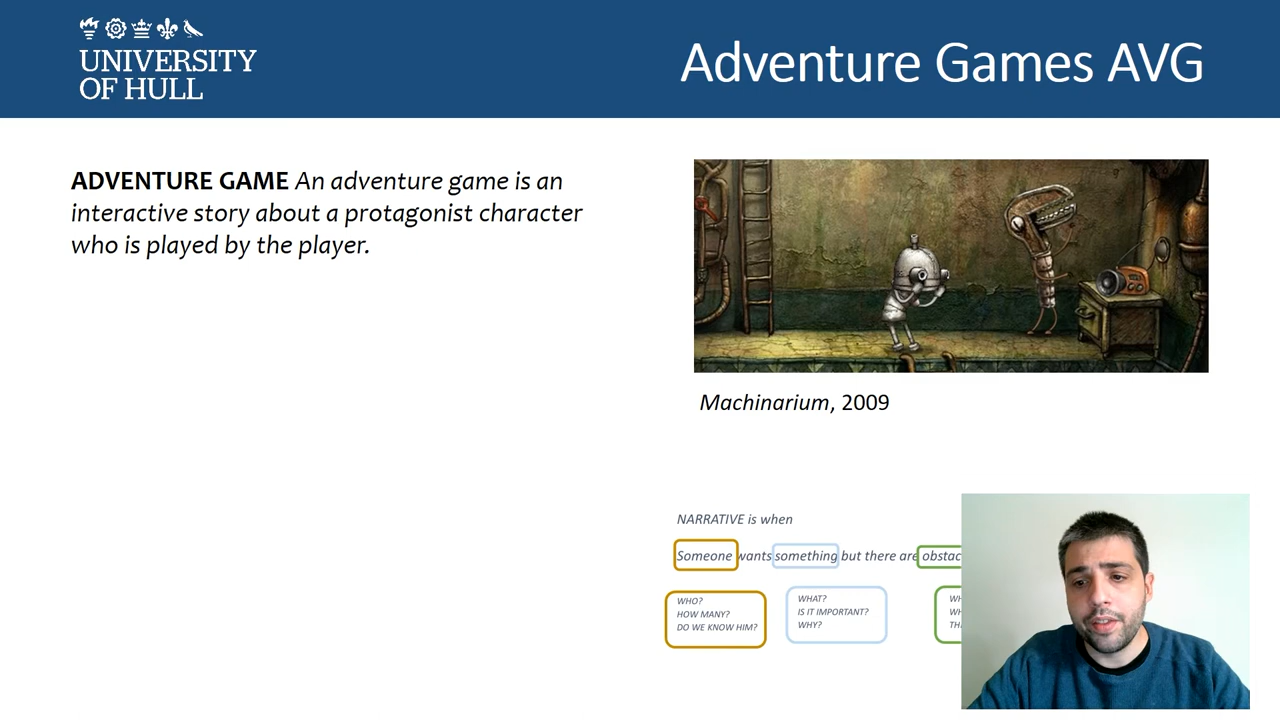 UNIVERSITY
OF HULL
Adventure Games AVG
ADVENTURE GAME An adventure game is an
interactive story about a protagonist character
who is played by the player.
Machinarium, 2009
NARRATIVE is when
Someone wants something but there are
WHO?
HOW MANY?
DO WE KNOW HIM?
WHAT?
IS IT IMPORTANT?
WHY?